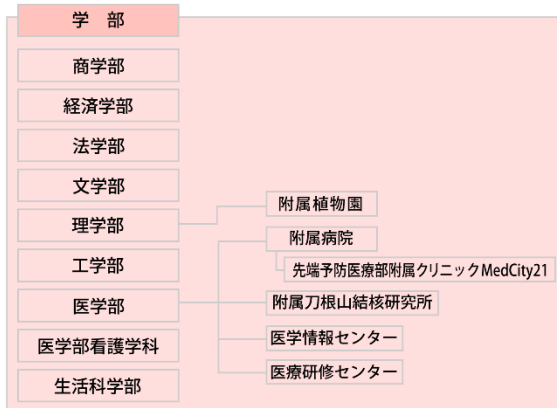 学 部
商学部
経済学部
法学部
文学部
理学部
附属植物園
工学部
医学部
附属病院
先端予防医療部附属クリニックMedCity21
附属刀根山結核研究所
医学情報センター
医療研修センター
医学部看護学科
生活科学部